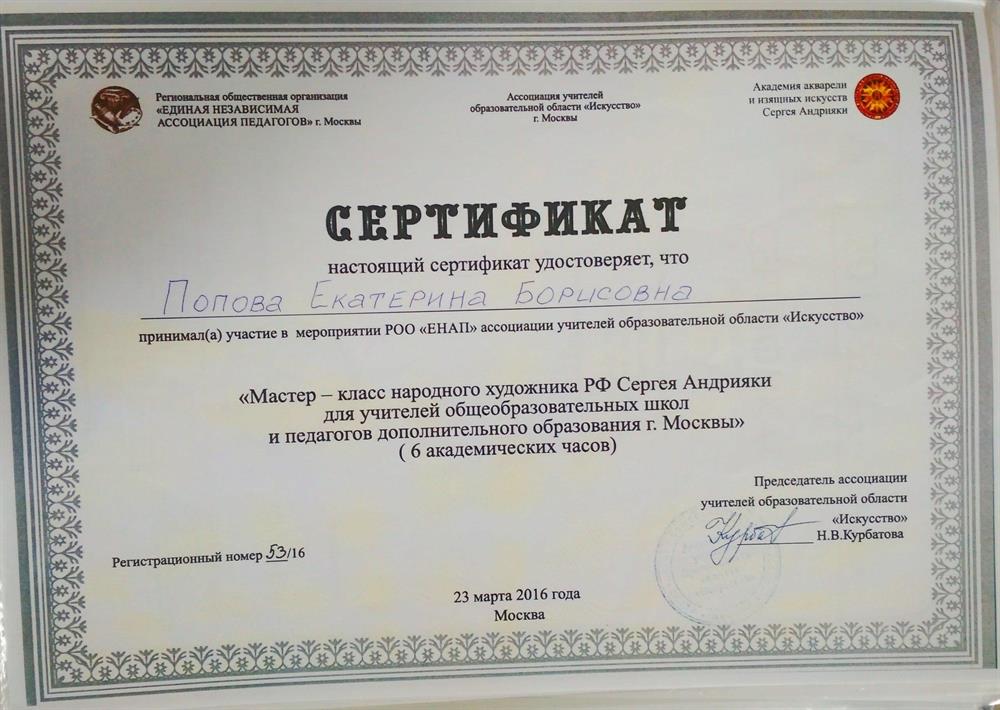 Региональная общественная организация
«ЕДИНАЯ НЕЗАВИСИМАЯ
АССОЦИАЦИЯ ПЕДАГОГОВ» г. Москвы
Ассоциация учителей
образовательной области «Искусство»
г. Москвы
Академия акварели
и изящных искусств
Сергея Андрияки
СЕРТИФИКАТ
настоящий сертификат удостоверяет, что
Попова Екатерина Борисовна
принимал(а) участие в мероприятии РОО «ЕНАП» ассоциации учителей образовательной области «Искусство»
«Мастер – класс народного художника РФ Сергея Андрияки
для учителей общеобразовательных школ
и педагогов дополнительного образования г. Москвы»
( 6 академических часов)
Председатель ассоциации
учителей образовательной области
«Искусство»
Н.В.Курбатова
Регистрационный номер 53/16
23 марта 2016 года
Москва